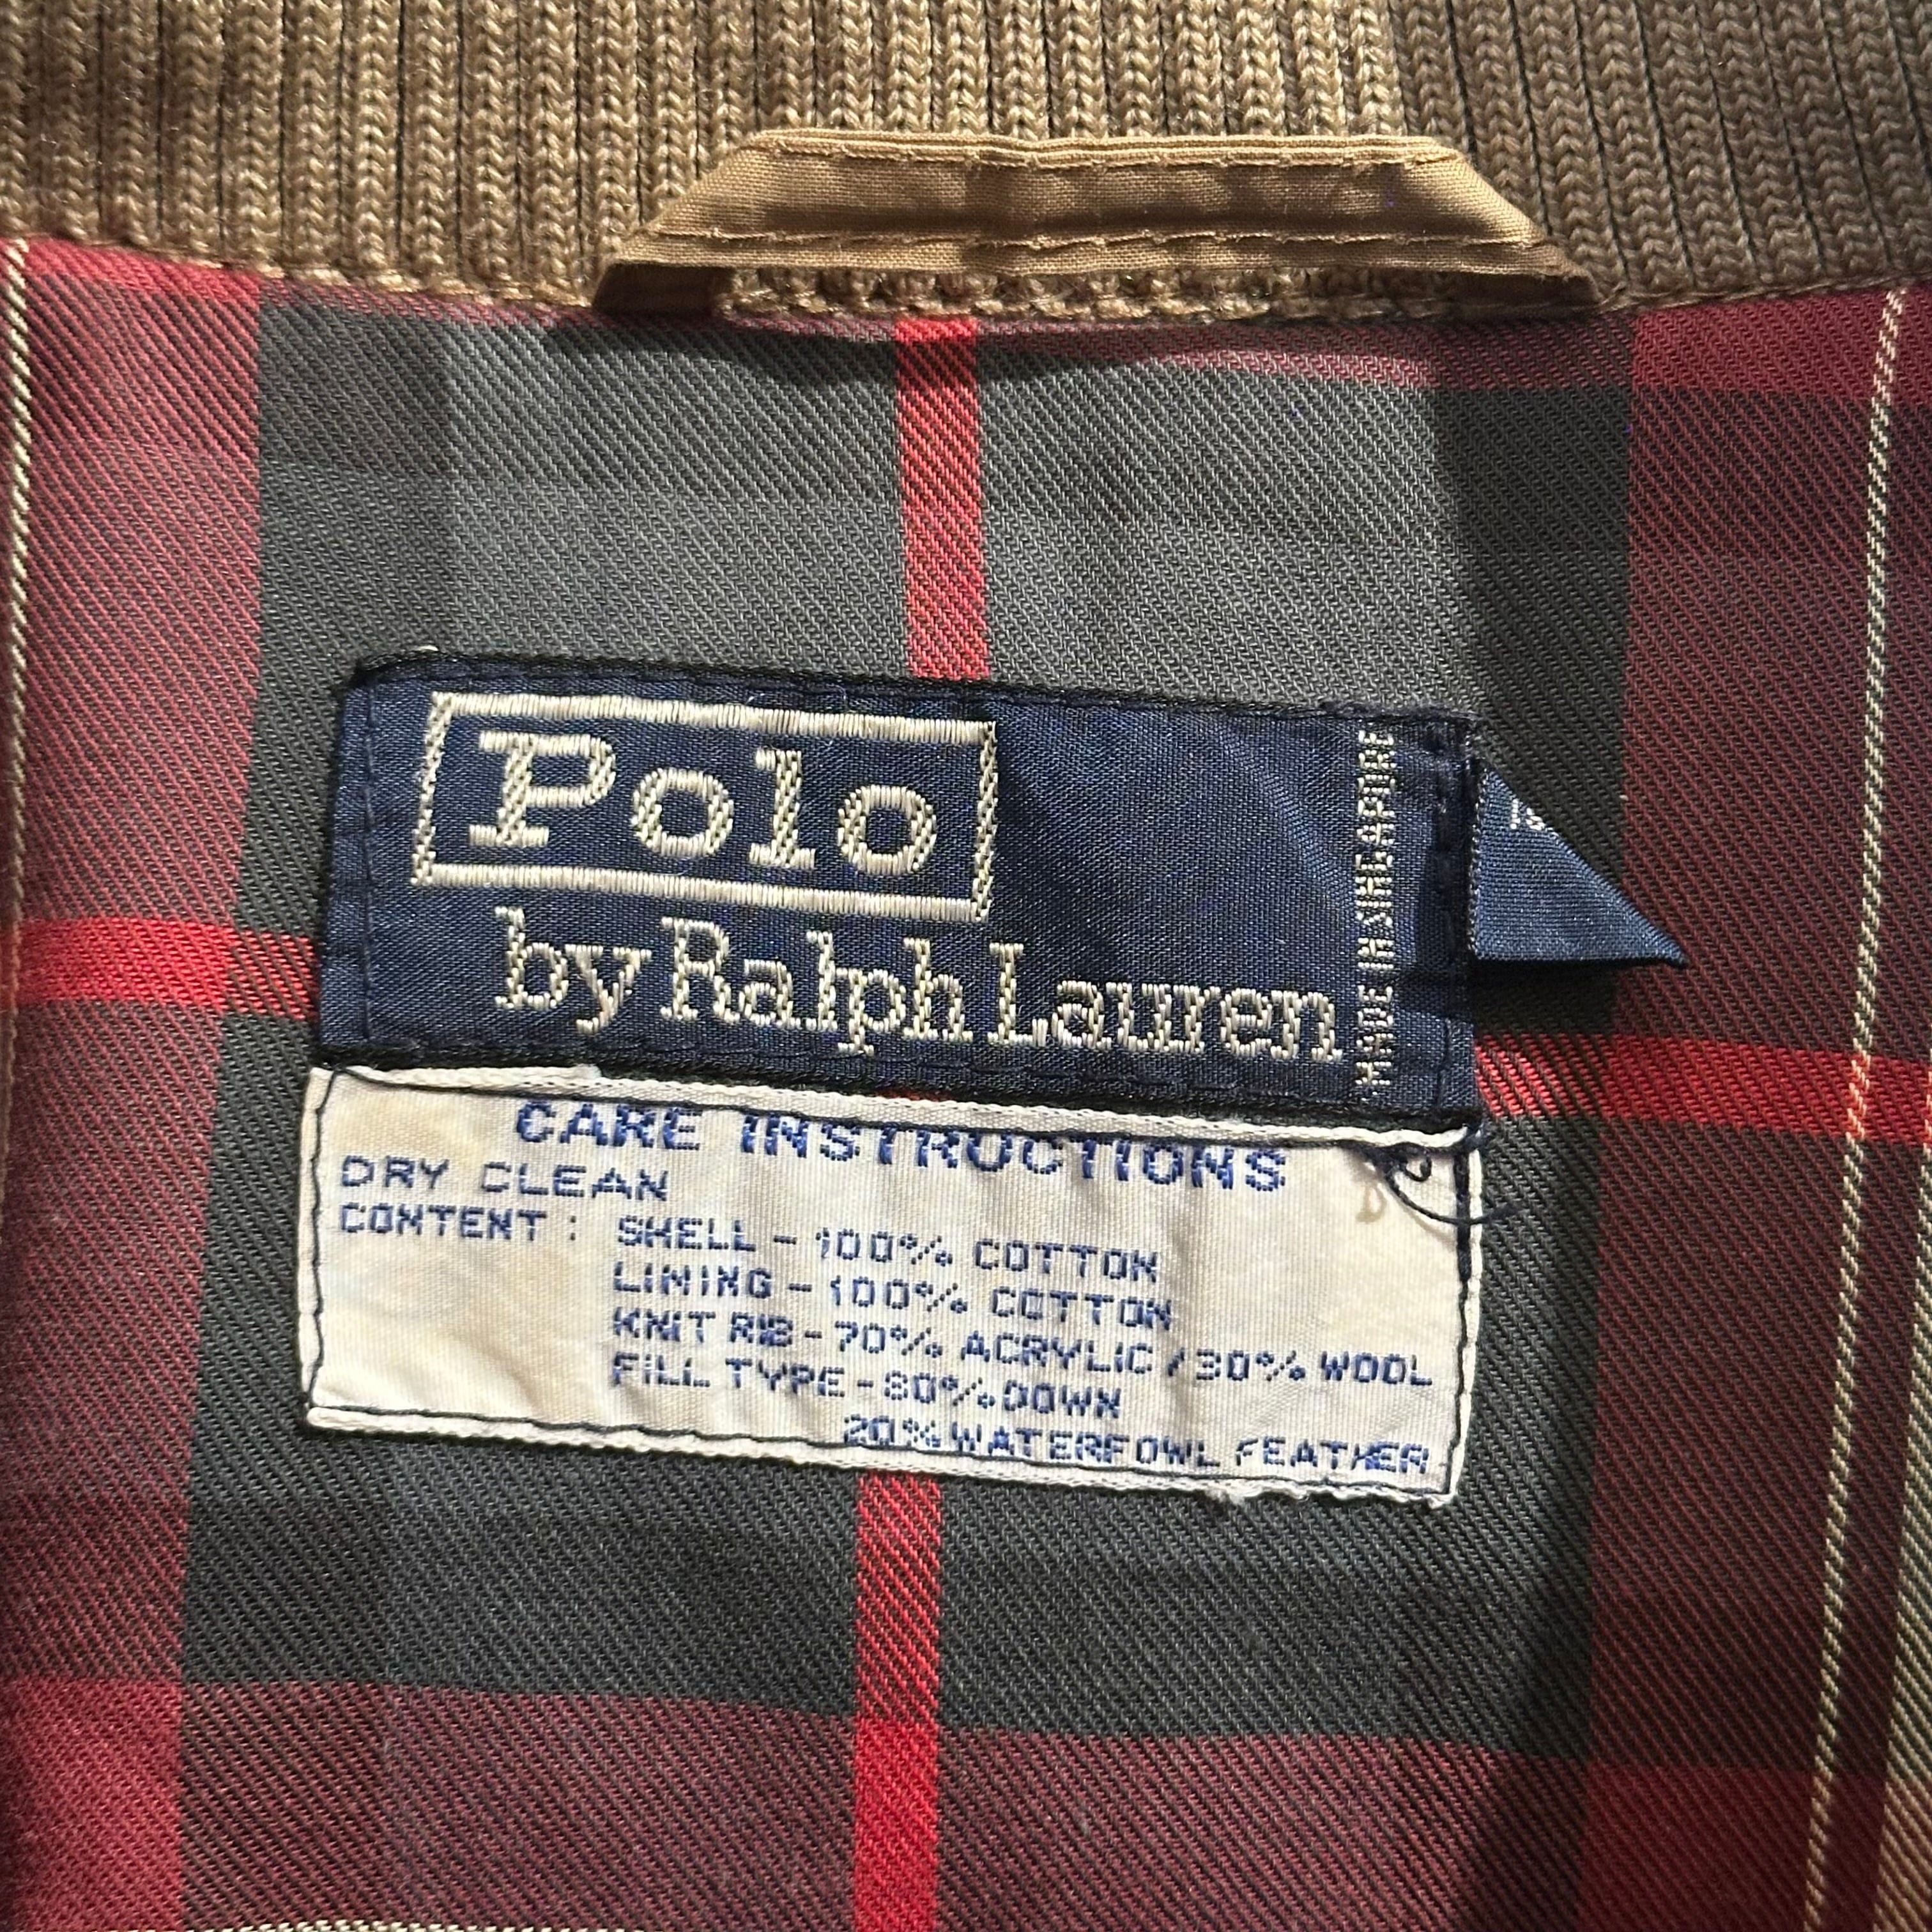 Polo
by Ralph Lauren
MADE IN SINGAPORE
CARE INSTRUCTIONS
DRY CLEAN
CONTENT : SHELL - 100% COTTON
LINING - 100% COTTON
KNIT RIB - 70% ACRYLIC / 30% WOOL
FILL TYPE - 80% DOWN
20% WATERFOWL FEATHER